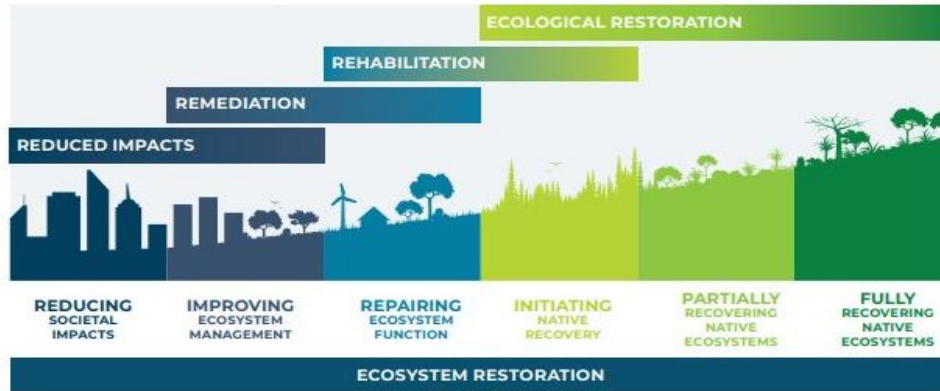 ECOLOGICAL RESTORATION
REHABILITATION
REMEDIATION
REDUCED IMPACTS
REDUCING
SOCIETAL
IMPACTS
IMPROVING
ECOSYSTEM
MANAGEMENT
REPAIRING
ECOSYSTEM
FUNCTION
INITIATING
NATIVE
RECOVERY
PARTIALLY
RECOVERING
NATIVE
ECOSYSTEMS
FULLY
RECOVERING
NATIVE
ECOSYSTEMS
ECOSYSTEM RESTORATION